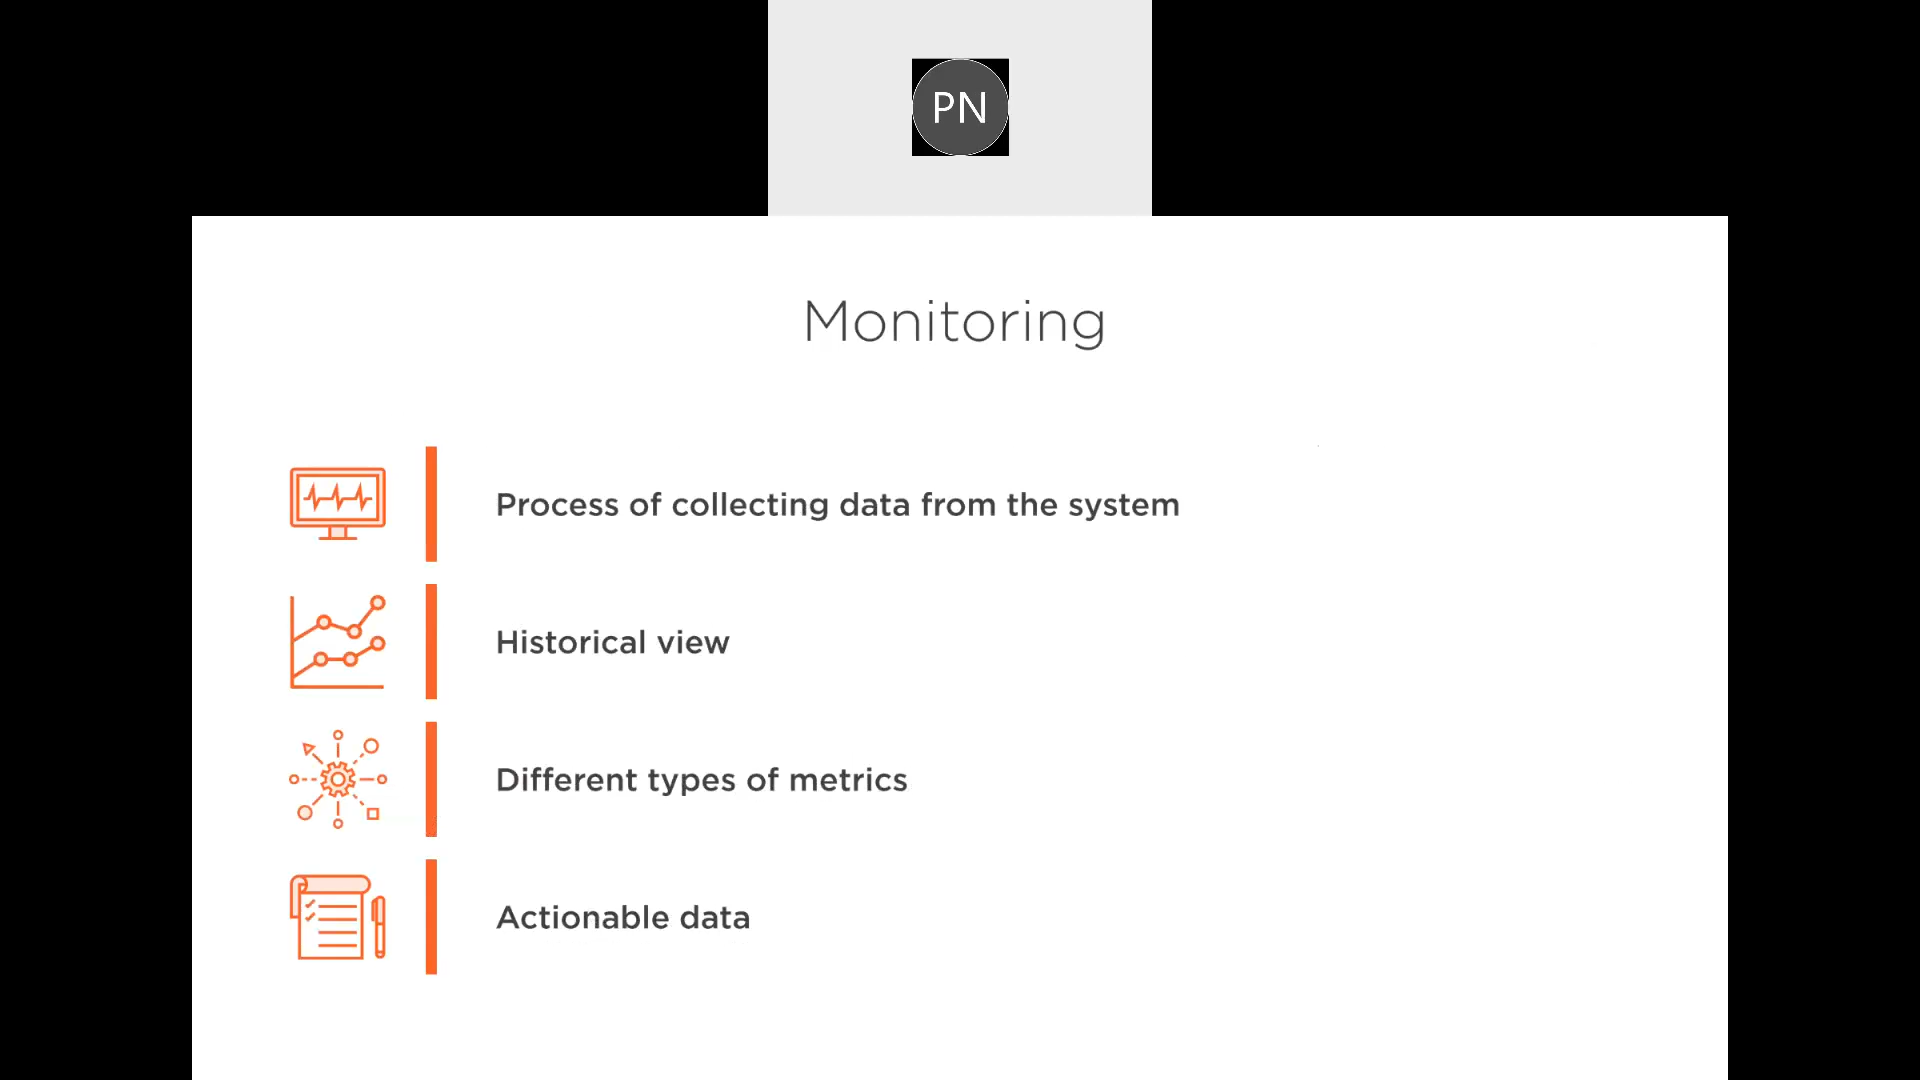 PN
Monitoring
Process of collecting data from the system
Historical view
Different types of metrics
Actionable data